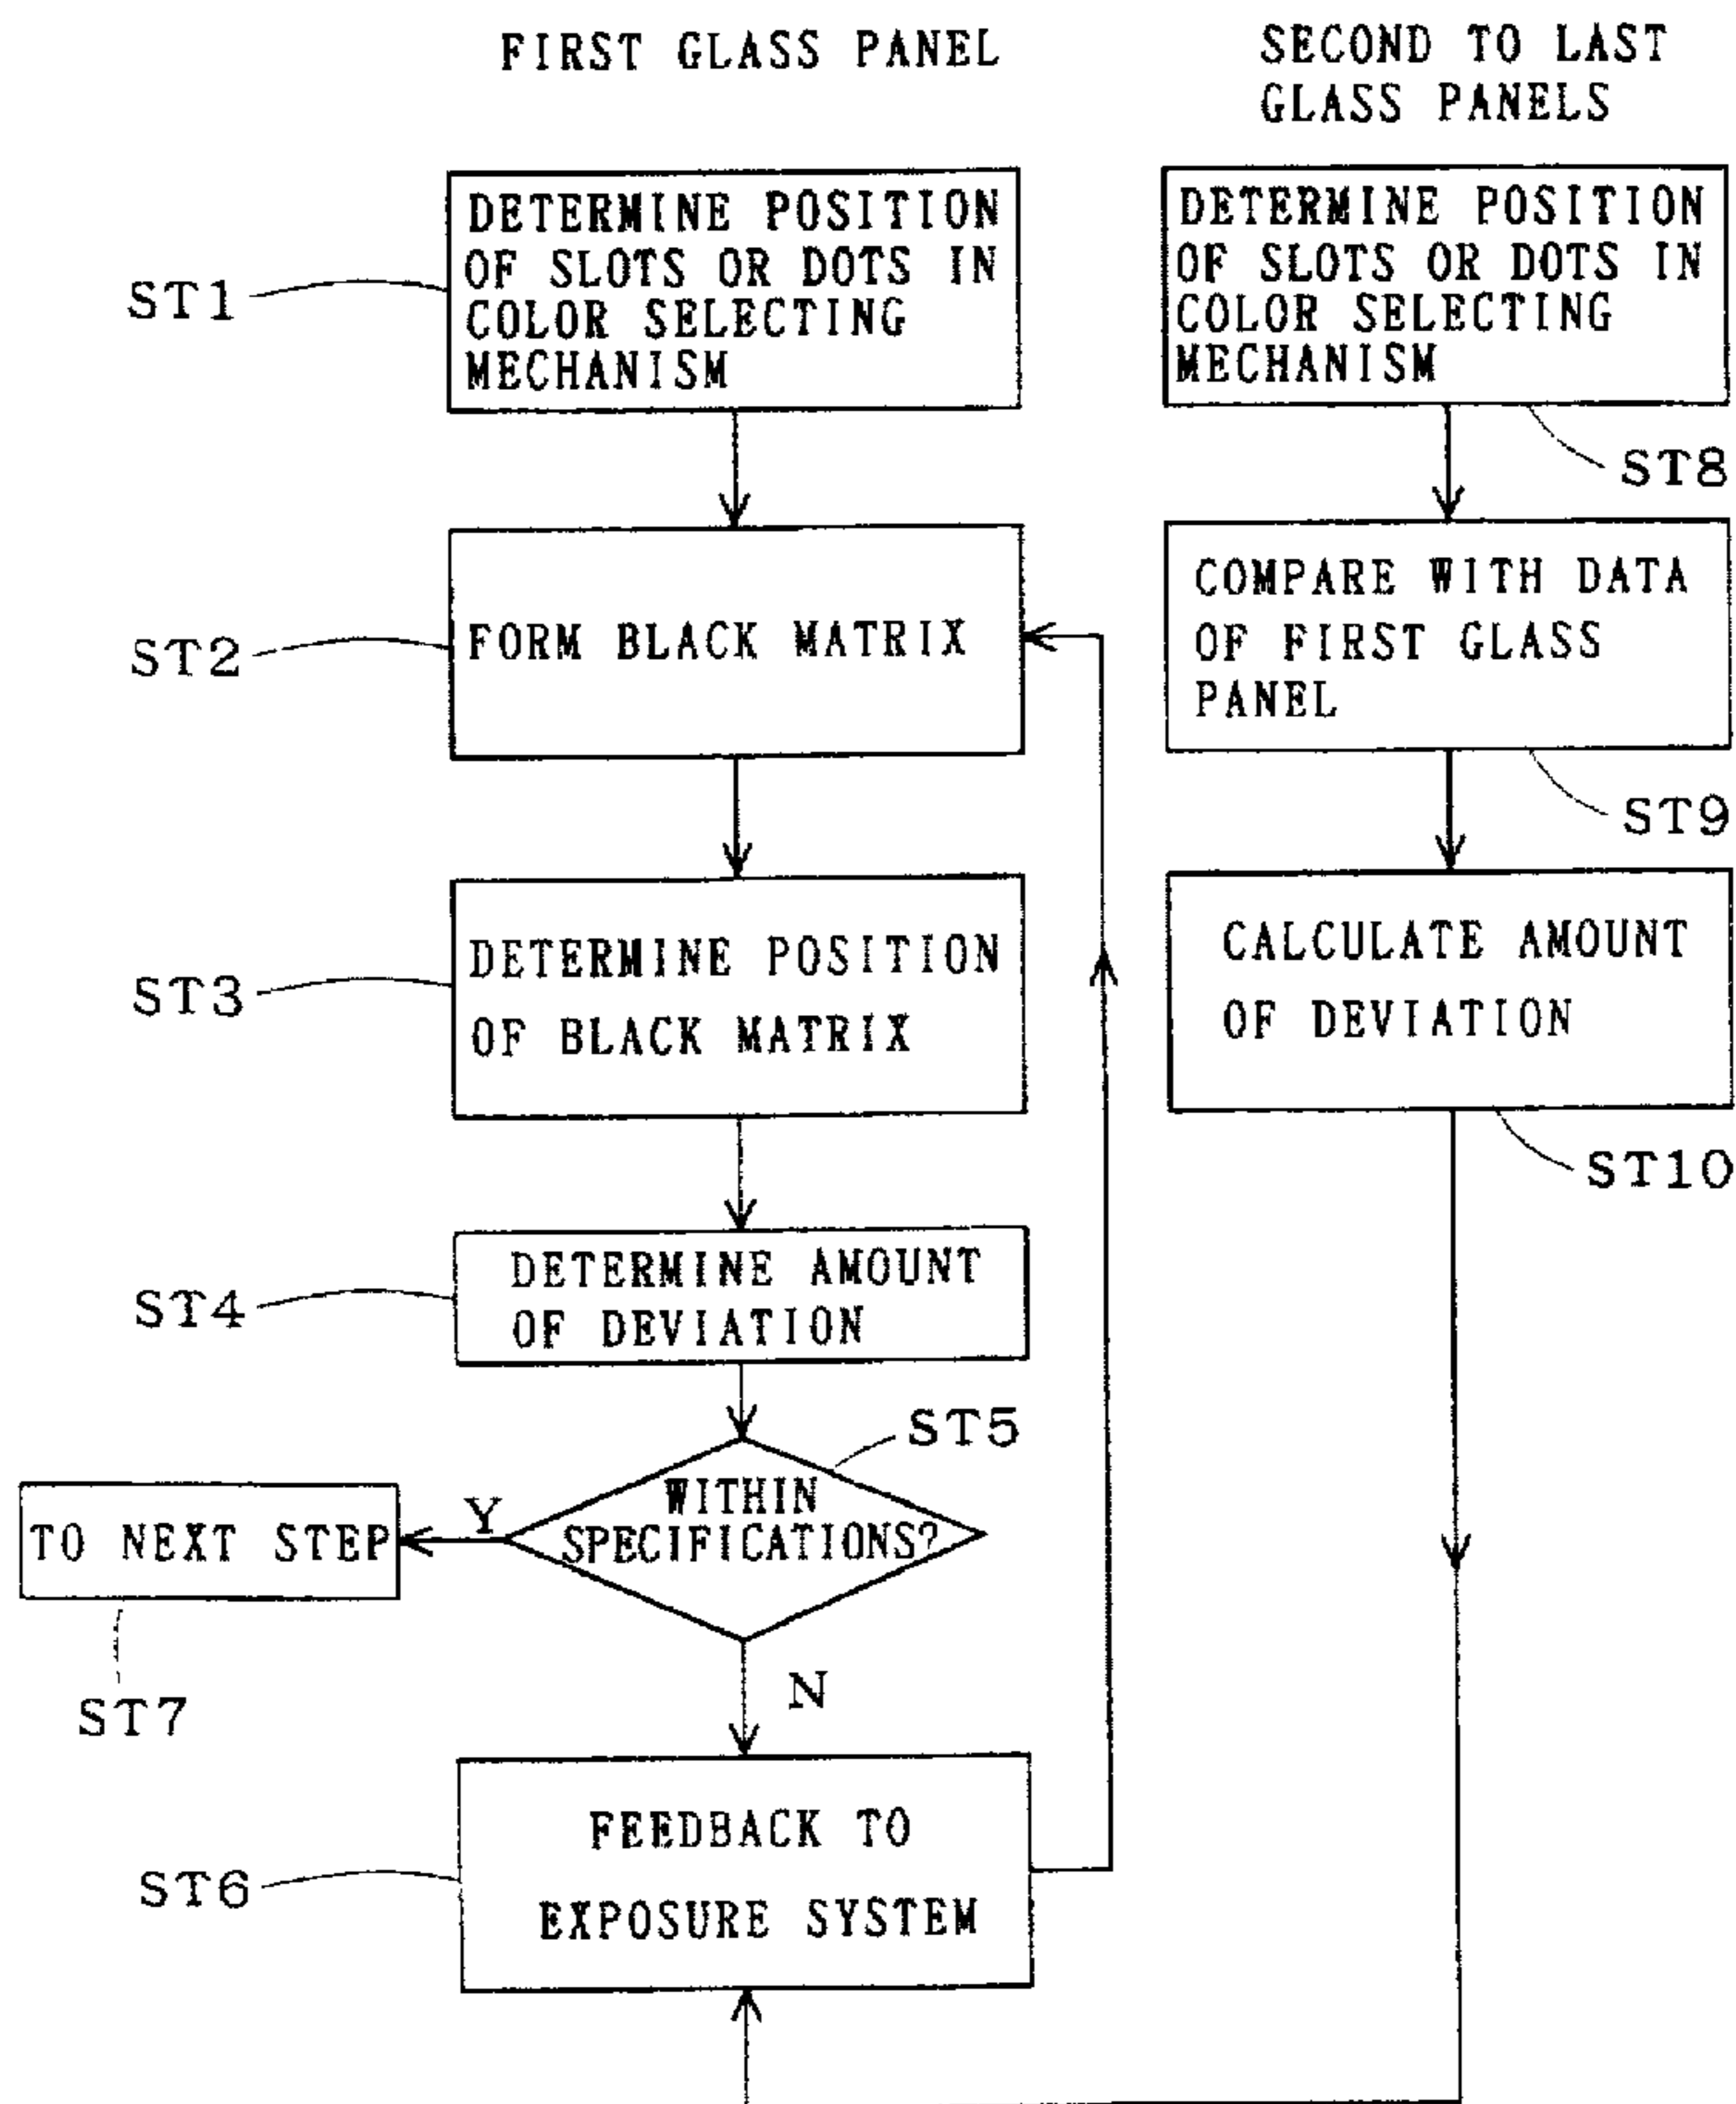 FIRST GLASS PANEL
SECOND TO LAST
GLASS PANELS
DETERMINE POSITION
OF SLOTS OR DOTS IN
COLOR SELECTING
MECHANISM
ST1
DETERMINE POSITION
OF SLOTS OR DOTS IN
COLOR SELECTING
MECHANISM
ST8
FORM BLACK MATRIX
ST2
COMPARE WITH DATA
OF FIRST GLASS
PANEL
ST9
DETERMINE POSITION
OF BLACK MATRIX
ST3
CALCULATE AMOUNT
OF DEVIATION
ST10
DETERMINE AMOUNT
OF DEVIATION
ST4
ST5
WITHIN
SPECIFICATIONS?
Y
TO NEXT STEP
ST7
N
FEEDBACK TO
EXPOSURE SYSTEM
ST6